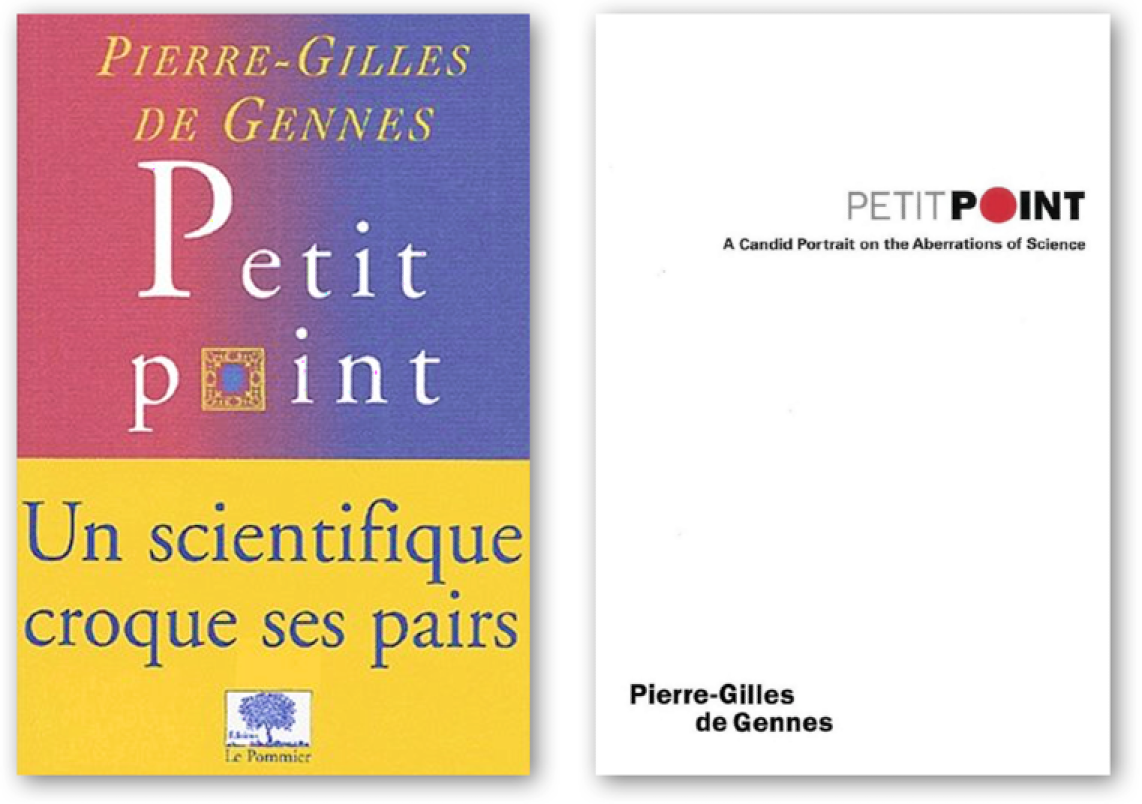 PIERRE-GILLES
DE GENNES
Petit
point
Un scientifique
croque ses pairs
Éditions
Le Pommier
PETITPOINT
A Candid Portrait on the Aberrations of Science
Pierre-Gilles
de Gennes